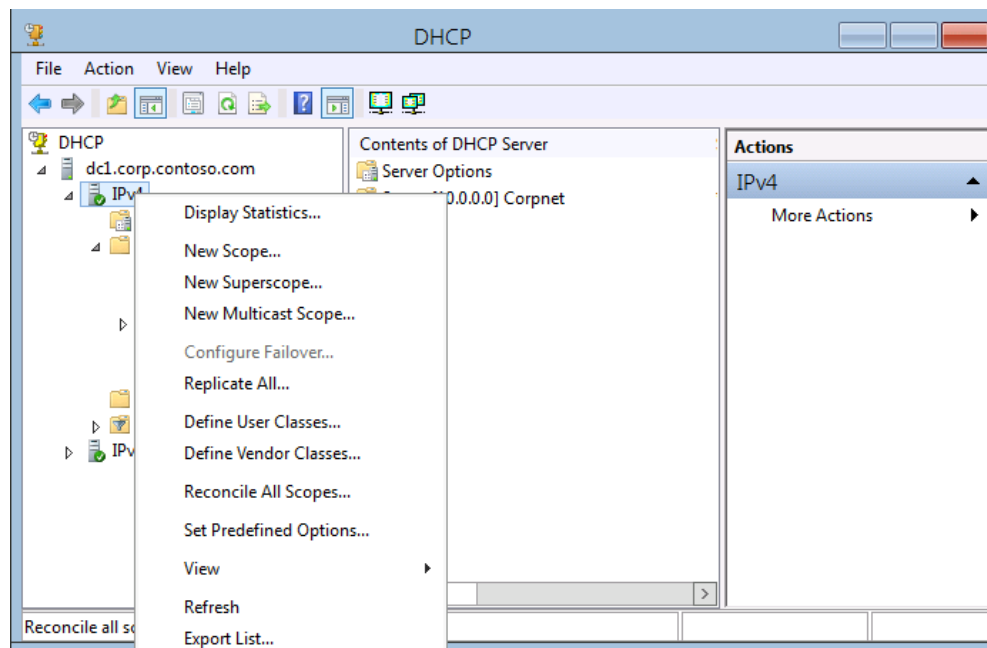 DHCP
File Action View Help
DHCP
dc1.corp.contoso.com
IPv4
Contents of DHCP Server
Server Options
0.0.0.0] Corpnet
Actions
IPv4
More Actions
Display Statistics...
New Scope...
New Superscope...
New Multicast Scope...
Configure Failover...
Replicate All...
Define User Classes...
Define Vendor Classes...
Reconcile All Scopes...
Set Predefined Options...
View
Refresh
Export List...
IPv
Reconcile all